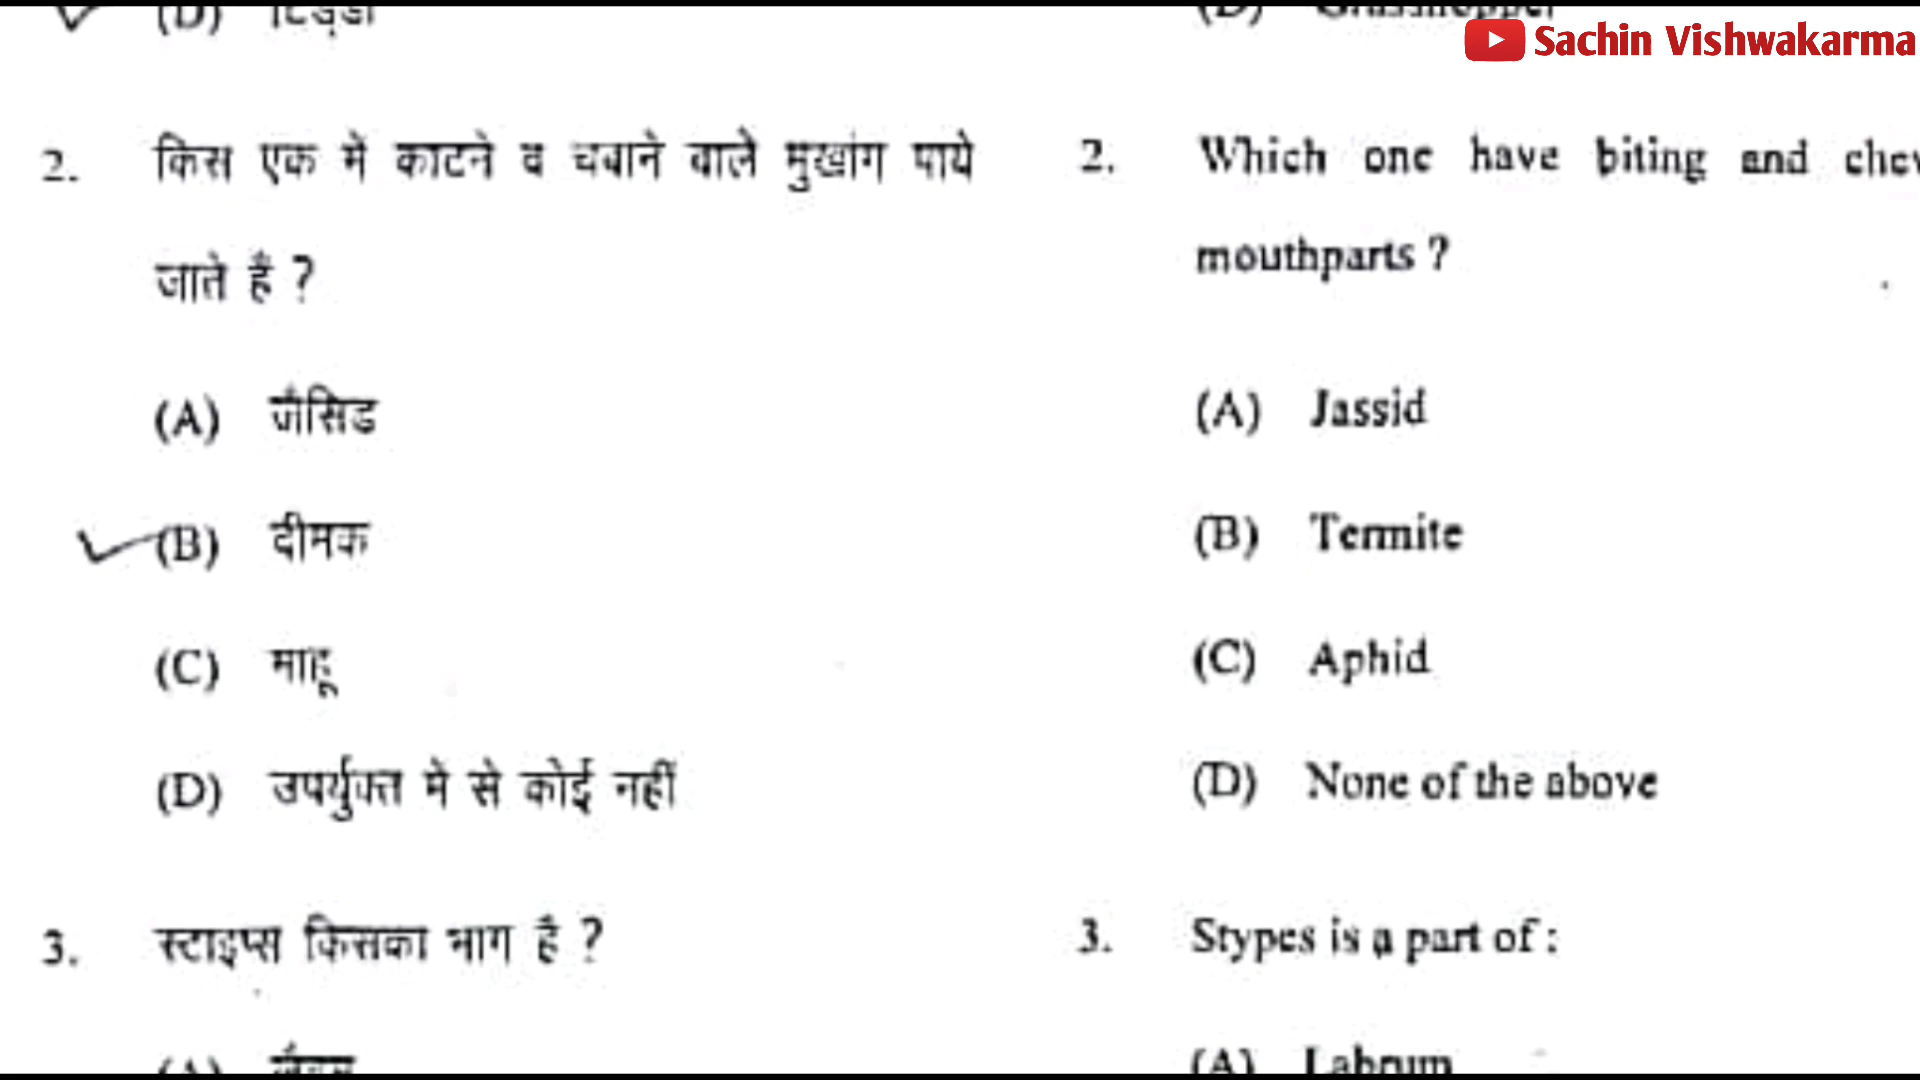 (D) टिड्डा
2. किस एक में काटने व चबाने वाले मुखांग पाये
जाते हैं ?
(A) जैसिड
(B) दीमक
(C) माहू
(D) उपर्युक्त में से कोई नहीं
3. स्टाइप्स किसका भाग है ?
(A)
(D) Grasshopper
Sachin Vishwakarma
2. Which one have biting and
mouthparts ?
(A) Jassid
(B) Termite
(C) Aphid
(D) None of the above
3. Stypes is a part of :
(A) Labrum